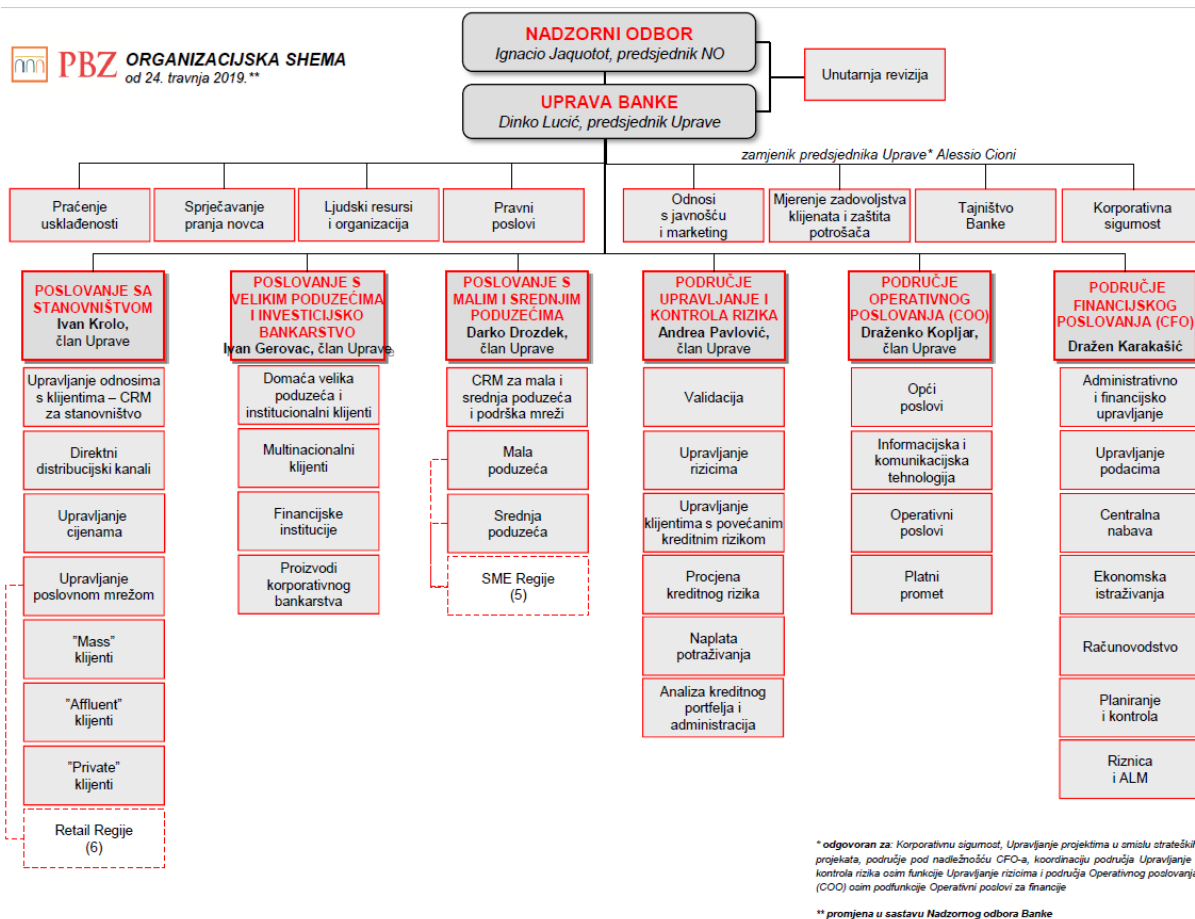 PBZ ORGANIZACIJSKA SHEMA
od 24. travnja 2019.**
NADZORNI ODBOR
Ignacio Jaquotot, predsjednik NO
Unutarnja revizija
UPRAVA BANKE
Dinko Lucić, predsjednik Uprave
zamjenik predsjednika Uprave* Alessio Cioni
Praćenje
usklađenosti
Sprječavanje
pranja novca
Ljudski resursi
i organizacija
Pravni
poslovi
Odnosi
s javnošću
i marketing
Mjerenje zadovoljstva
klijenata i zaštita
potrošača
Tajništvo
Banke
Korporativna
sigurnost
POSLOVANJE SA
STANOVNIŠTVOM
Ivan Krolo,
član Uprave
Upravljanje odnosima
s klijentima – CRM
za stanovništvo
Direktni
distribucijski kanali
Upravljanje
cijenama
Upravljanje
poslovnom mrežom
"Mass"
klijenti
"Affluent"
klijenti
"Private"
klijenti
Retail Regije
(6)
POSLOVANJE S
VELIKIM PODUZEĆIMA
I INVESTICIJSKO
BANKARSTVO
Ivan Gerovac, član Uprave
Domaća velika
poduzeća i
institucionalni klijenti
Multinacionalni
klijenti
Financijske
institucije
Proizvodi
korporativnog
bankarstva
POSLOVANJE S
MALIM I SREDNJIM
PODUZEĆIMA
Darko Drozdek,
član Uprave
CRM za mala i
srednja poduzeća
i podrška mreži
Mala
poduzeća
Srednja
poduzeća
SME Regije
(5)
PODRUČJE
UPRAVLJANJE I
KONTROLA RIZIKA
Andrea Pavlović,
član Uprave
Validacija
Upravljanje
rizicima
Upravljanje
klijentima s povećanim
kreditnim rizikom
Procjena
kreditnog rizika
Naplata
potraživanja
Analiza kreditnog
portfelja i
administracija
PODRUČJE
OPERATIVNOG
POSLOVANJA (COO)
Draženko Kopljar,
član Uprave
Opći
poslovi
Informacijska i
komunikacijska
tehnologija
Operativni
poslovi
Platni
promet
PODRUČJE
FINANCIJSKOG
POSLOVANJA (CFO)
Dražen Karakašić
Administrativno
i financijsko
upravljanje
Upravljanje
podacima
Centralna
nabava
Ekonomska
istraživanja
Računovodstvo
Planiranje
i kontrola
Riznica
i ALM
* odgovoran za: Korporativnu sigurnost, Upravljanje projektima u smislu strateških
projekata, područje pod nadležnošću CFO-a, koordinaciju područja Upravljanje
kontrola rizika osim funkcije Upravljanje rizicima i područja Operativnog poslovanja
(COO) osim podfunkcije Operativni poslovi za financije
** promjena u sastavu Nadzornog odbora Banke